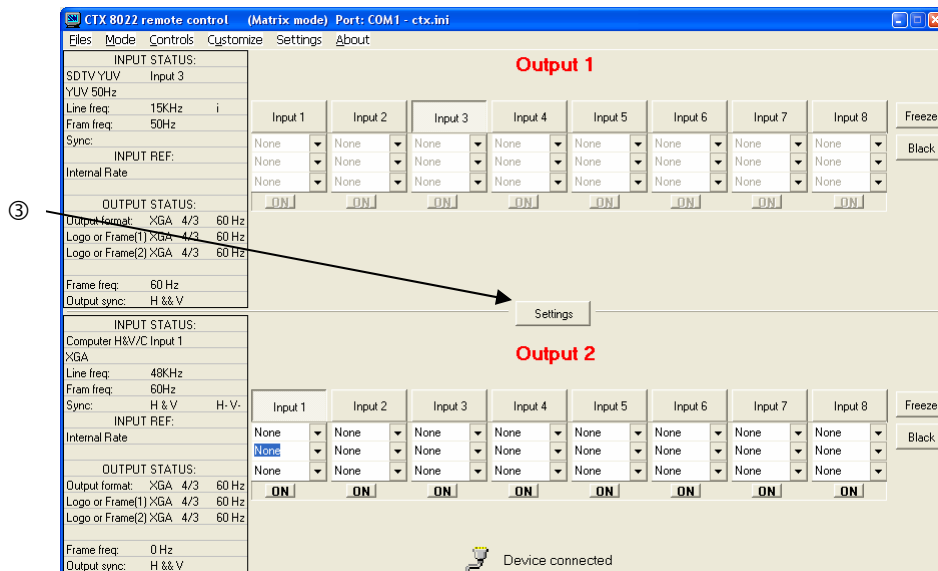 CTX 8022 remote control (Matrix mode) Port: COM1 - ctx.ini
Files Mode Controls Customize Settings About
INPUT STATUS:
SDTV YUV Input 3
YUV 50Hz
Line freq: 15KHz i
Fram freq: 50Hz
Sync:
INPUT REF:
Internal Rate
OUTPUT STATUS:
Output format: XGA 4/3 60 Hz
Logo or Frame(1) XGA 4/3 60 Hz
Logo or Frame(2) XGA 4/3 60 Hz
Frame freq: 60 Hz
Output sync: H && V
Output 1
Input 1 Input 2 Input 3 Input 4 Input 5 Input 6 Input 7 Input 8 Freeze
None None None None None None None None Black
None None None None None None None None
None None None None None None None None
ON ON ON ON ON ON ON ON
③
Settings
INPUT STATUS:
Computer H&V/C Input 1
XGA
Line freq: 48KHz
Fram freq: 60Hz
Sync: H & V H- V-
INPUT REF:
Internal Rate
OUTPUT STATUS:
Output format: XGA 4/3 60 Hz
Logo or Frame(1) XGA 4/3 60 Hz
Logo or Frame(2) XGA 4/3 60 Hz
Frame freq: 0 Hz
Output sync: H && V
Output 2
Input 1 Input 2 Input 3 Input 4 Input 5 Input 6 Input 7 Input 8 Freeze
None None None None None None None None Black
None None None None None None None None
None None None None None None None None
ON ON ON ON ON ON ON ON
Device connected